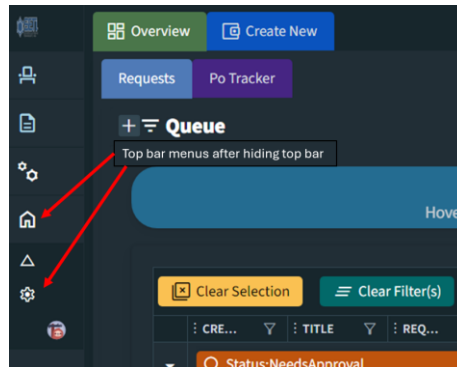 Overview
Create New
Requests
Po Tracker
Queue
Top bar menus after hiding top bar
Hove
Clear Selection
Clear Filter(s)
CRE...
TITLE
REQ...
Status:NeedsApproval